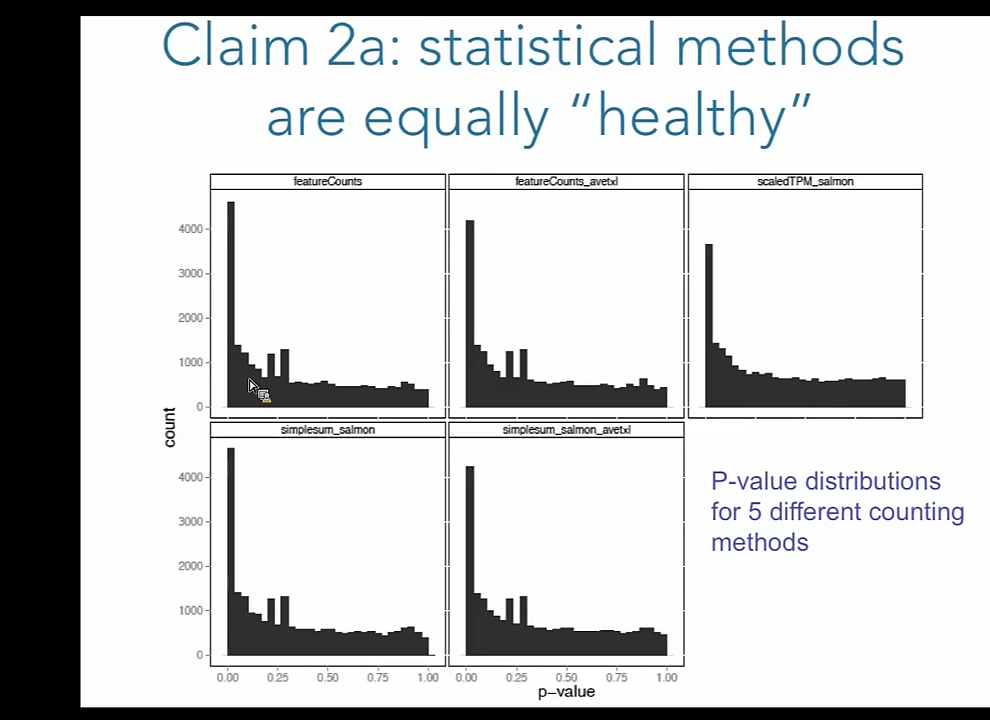 Claim 2a: statistical methods
are equally “healthy”
featureCounts
featureCounts_avetxl
scaledTPM_salmon
4000
3000
2000
1000
0
simplesum_salmon
simplesum_salmon_avetxl
4000
3000
2000
1000
0
count
0.00 0.25 0.50 0.75 1.00
0.00 0.25 0.50 0.75 1.00
p-value
P-value distributions
for 5 different counting
methods